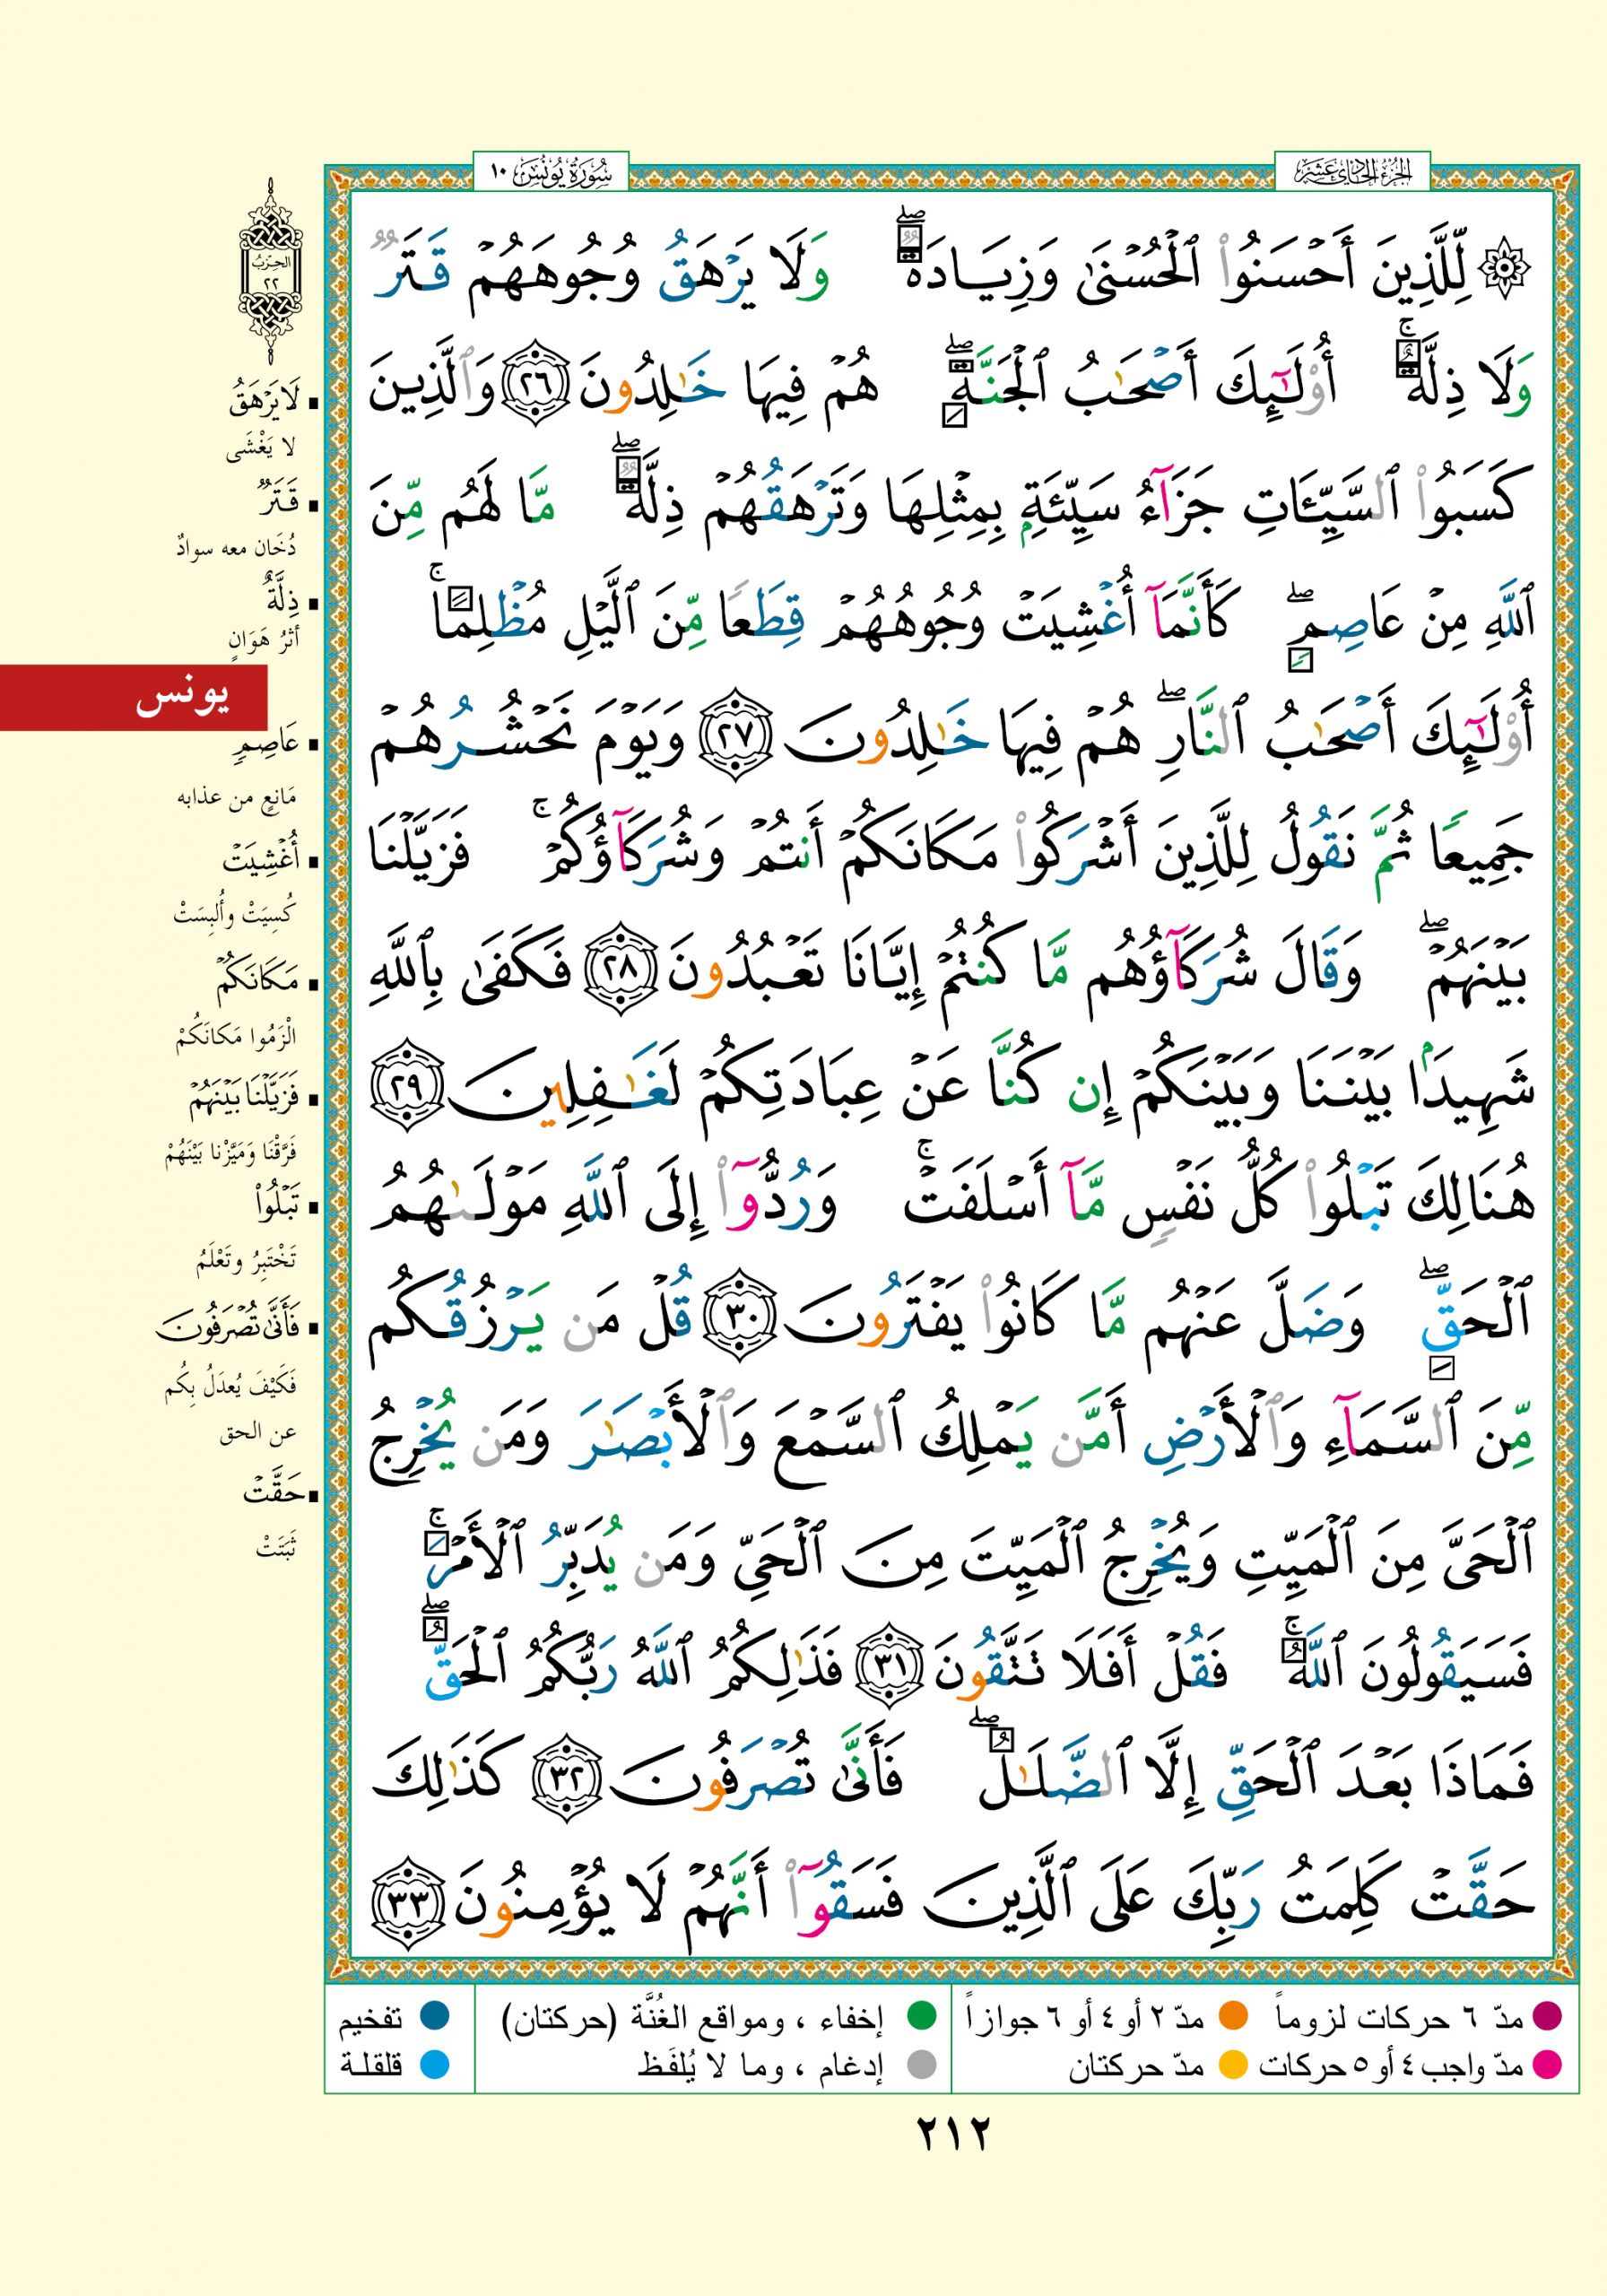 الجزء الحادي عشر
سورة يونس ١٠
۞ لِّلَّذِينَ أَحۡسَنُواْ ٱلۡحُسۡنَىٰ وَزِيَادَةٞۖ وَلَا يَرۡهَقُ وُجُوهَهُمۡ قَتَرٞ
وَلَا ذِلَّةٌۚ أُوْلَٰٓئِكَ أَصۡحَٰبُ ٱلۡجَنَّةِۖ هُمۡ فِيهَا خَٰلِدُونَ ٢٦ وَٱلَّذِينَ
كَسَبُواْ ٱلسَّيِّـَٔاتِ جَزَآءُ سَيِّئَةِۭ بِمِثۡلِهَا وَتَرۡهَقُهُمۡ ذِلَّةٞۖ مَّا لَهُم مِّنَ
ٱللَّهِ مِنۡ عَاصِمٖۖ كَأَنَّمَآ أُغۡشِيَتۡ وُجُوهُهُمۡ قِطَعٗا مِّنَ ٱلَّيۡلِ مُظۡلِمًاۚ
أُوْلَٰٓئِكَ أَصۡحَٰبُ ٱلنَّارِۖ هُمۡ فِيهَا خَٰلِدُونَ ٢٧ وَيَوۡمَ نَحۡشُرُهُمۡ
جَمِيعٗا ثُمَّ نَقُولُ لِلَّذِينَ أَشۡرَكُواْ مَكَانَكُمۡ أَنتُمۡ وَشُرَكَآؤُكُمۡۚ فَزَيَّلۡنَا
بَيۡنَهُمۡۖ وَقَالَ شُرَكَآؤُهُم مَّا كُنتُمۡ إِيَّانَا تَعۡبُدُونَ ٢٨ فَكَفَىٰ بِٱللَّهِ
شَهِيدَۢا بَيۡنَنَا وَبَيۡنَكُمۡ إِن كُنَّا عَنۡ عِبَادَتِكُمۡ لَغَٰفِلِينَ ٢٩
هُنَالِكَ تَبۡلُواْ كُلُّ نَفۡسٖ مَّآ أَسۡلَفَتۡۚ وَرُدُّوٓاْ إِلَى ٱللَّهِ مَوۡلَىٰهُمُ
ٱلۡحَقِّۖ وَضَلَّ عَنۡهُم مَّا كَانُواْ يَفۡتَرُونَ ٣٠ قُلۡ مَن يَرۡزُقُكُم
مِّنَ ٱلسَّمَآءِ وَٱلۡأَرۡضِ أَمَّن يَمۡلِكُ ٱلسَّمۡعَ وَٱلۡأَبۡصَٰرَ وَمَن يُخۡرِجُ
ٱلۡحَيَّ مِنَ ٱلۡمَيِّتِ وَيُخۡرِجُ ٱلۡمَيِّتَ مِنَ ٱلۡحَيِّ وَمَن يُدَبِّرُ ٱلۡأَمۡرَۚ
فَسَيَقُولُونَ ٱللَّهُۚ فَقُلۡ أَفَلَا تَتَّقُونَ ٣١ فَذَٰلِكُمُ ٱللَّهُ رَبُّكُمُ ٱلۡحَقُّۖ
فَمَاذَا بَعۡدَ ٱلۡحَقِّ إِلَّا ٱلضَّلَٰلُۖ فَأَنَّىٰ تُصۡرَفُونَ ٣٢ كَذَٰلِكَ
حَقَّتۡ كَلِمَتُ رَبِّكَ عَلَى ٱلَّذِينَ فَسَقُوٓاْ أَنَّهُمۡ لَا يُؤۡمِنُونَ ٣٣
الحزب
٢٢
لَا يَرۡهَقُ
لا يَغْشَى
قَتَرٞ
دُخَان معه سوادٌ
ذِلَّةٌ
أثرُ هَوَانٍ
يونس
عَاصِمٖ
مَانِعٍ من عذابه
أُغۡشِيَتۡ
كُسِيَتْ وأُلبِسَتْ
مَكَانَكُمۡ
الْزَمُوا مَكانَكُمْ
فَزَيَّلۡنَا بَيۡنَهُمۡ
فَرَّقْنَا وَمَيَّزْنا بَيْنَهُمْ
تَبۡلُواْ
تَخْتَبِرُ وتَعْلَمُ
فَأَنَّىٰ تُصۡرَفُونَ
فَكَيْفَ يُعدَلُ بِكُم
عن الحق
حَقَّتۡ
ثَبَتَتْ
مدّ ٦ حركات لزوماً
مدّ ٢ أو ٤ أو ٦ جوازاً
إخفاء ، ومواقع الغُنَّة (حركتان)
تفخيم
مدّ واجب ٤ أو ٥ حركات
مدّ حركتان
إدغام ، وما لا يُلفَظ
قلقلة
٢١٢